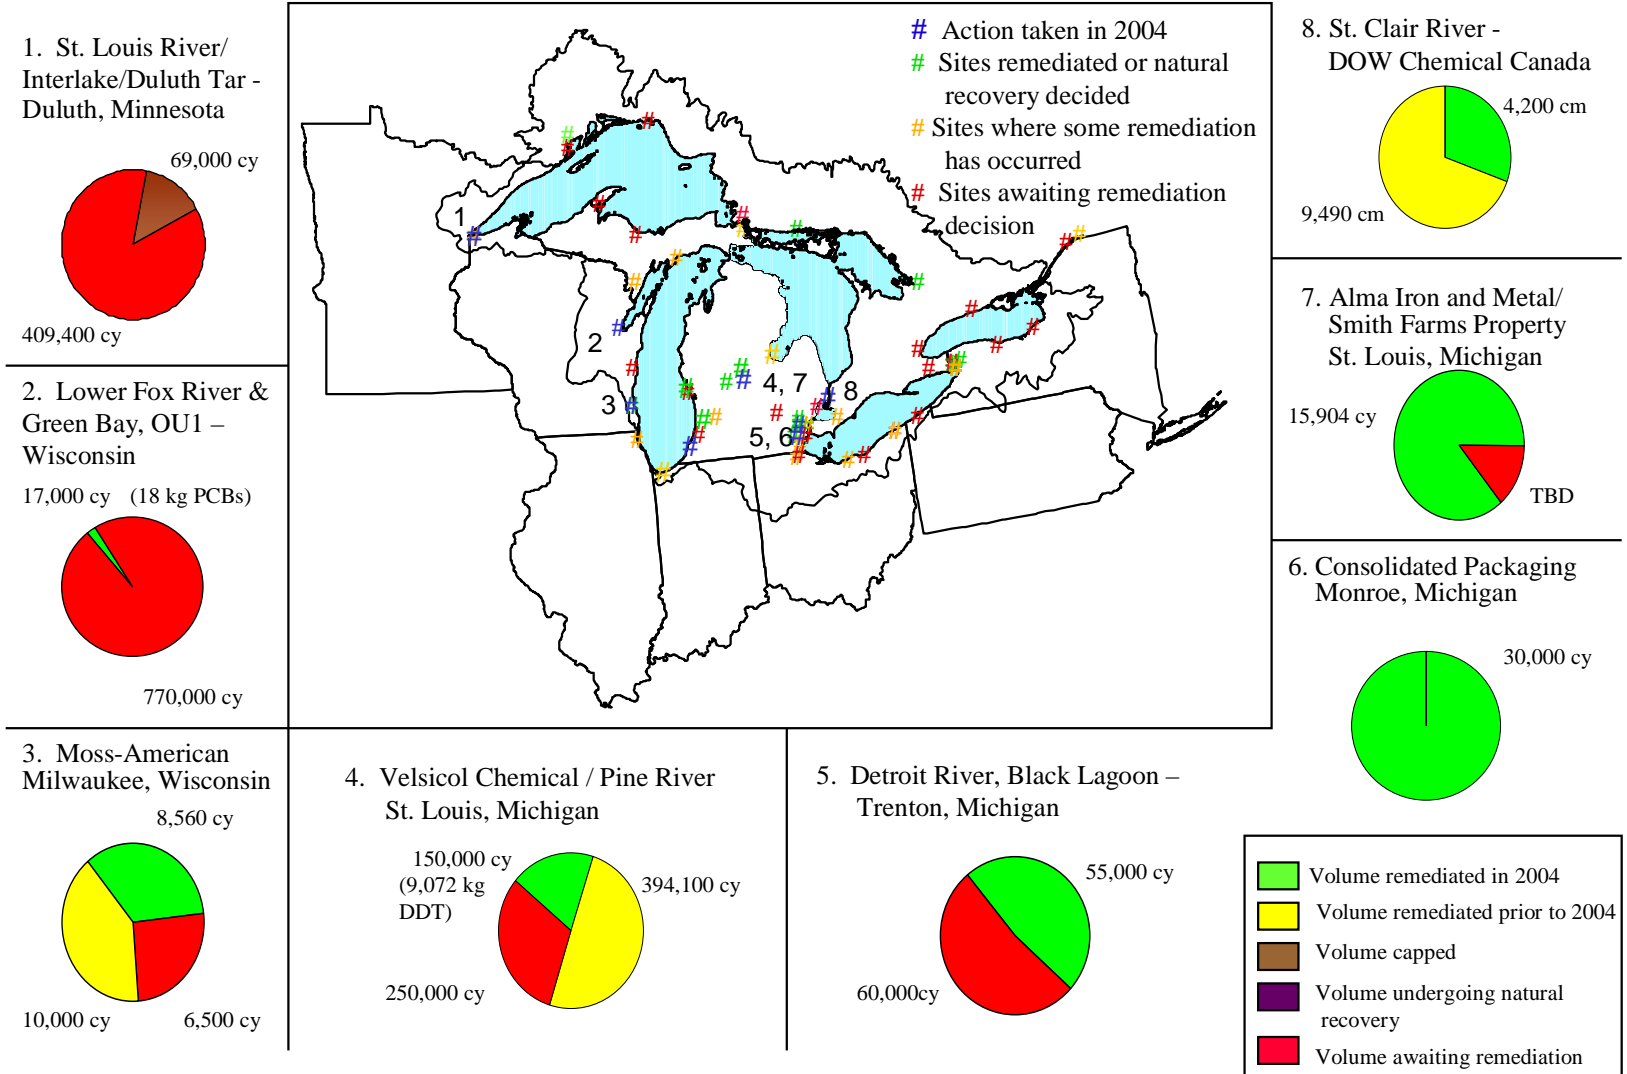 1. St. Louis River/
Interlake/Duluth Tar -
Duluth, Minnesota
69,000 cy
409,400 cy
2. Lower Fox River &
Green Bay, OU1 –
Wisconsin
17,000 cy (18 kg PCBs)
770,000 cy
3. Moss-American
Milwaukee, Wisconsin
8,560 cy
10,000 cy
6,500 cy
# Action taken in 2004
# Sites remediated or natural
recovery decided
# Sites where some remediation
has occurred
# Sites awaiting remediation
decision
1
2
3
4, 7
8
5, 6
4. Velsicol Chemical / Pine River
St. Louis, Michigan
150,000 cy
(9,072 kg
DDT)
394,100 cy
250,000 cy
5. Detroit River, Black Lagoon –
Trenton, Michigan
55,000 cy
60,000cy
8. St. Clair River -
DOW Chemical Canada
4,200 cm
9,490 cm
7. Alma Iron and Metal/
Smith Farms Property
St. Louis, Michigan
15,904 cy
TBD
6. Consolidated Packaging
Monroe, Michigan
30,000 cy
Volume remediated in 2004
Volume remediated prior to 2004
Volume capped
Volume undergoing natural
recovery
Volume awaiting remediation